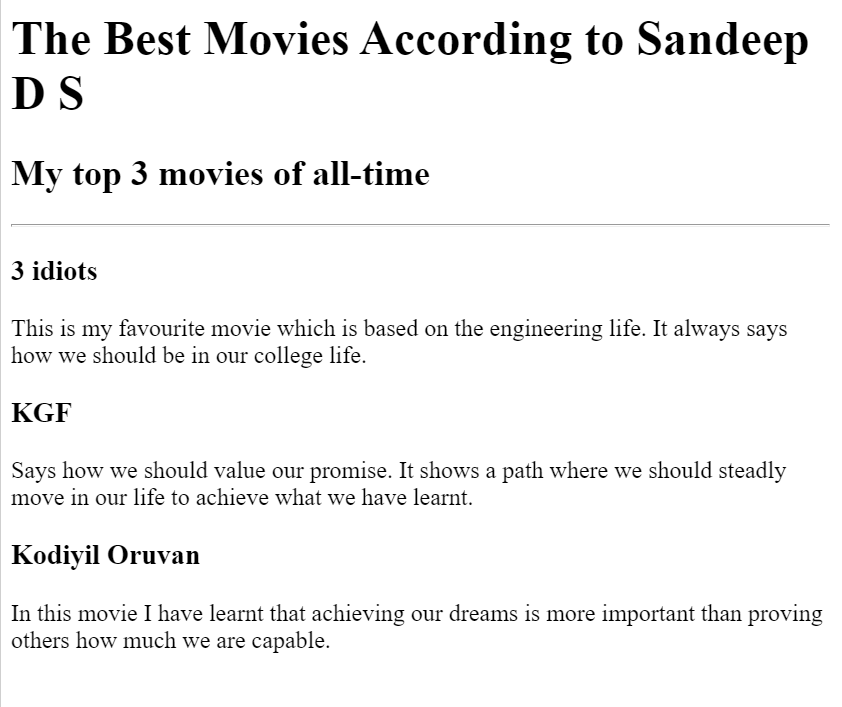 The Best Movies According to Sandeep
D S
My top 3 movies of all-time
3 idiots
This is my favourite movie which is based on the engineering life. It always says
how we should be in our college life.
KGF
Says how we should value our promise. It shows a path where we should steadly
move in our life to achieve what we have learnt.
Kodiyil Oruvan
In this movie I have learnt that achieving our dreams is more important than proving
others how much we are capable.